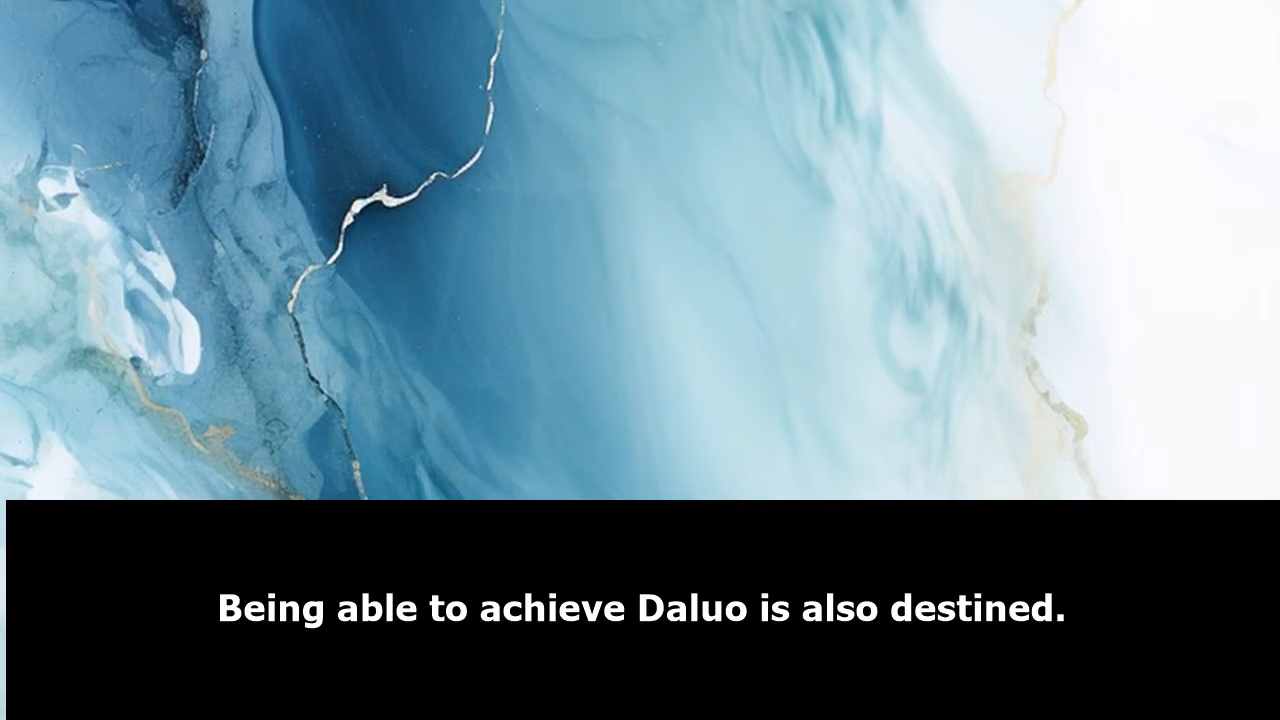 Being able to achieve Daluo is also destined.